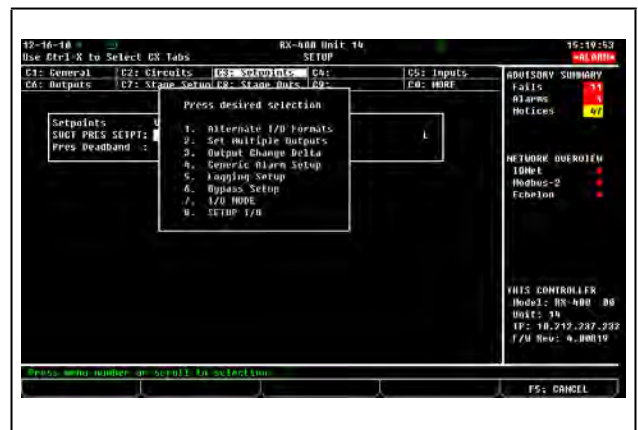 12-16-10
RX-400 Unit 14
15:19:53
Use Ctrl-X to Select CX Tabs
SETUP
*ALARM*
C1: General
C2: Circuits
C3: Setpoints
C4:
C5: Inputs
C6: Outputs
C7: Stage Setup
C8: Stage Outs
C9:
C0: MORE
ADVISORY SUMMARY
Fails
Alarms
Notices 47
Setpoints
SUCT PRES SETPT:
Pres Deadband :
L
Press desired selection
1. Alternate I/O Formats
2. Set Multiple Outputs
3. Output Change Delta
4. Generic Alarm Setup
5. Logging Setup
6. Bypass Setup
7. I/O MODE
8. SETUP I/O
NETWORK OVERVIEW
IONet
Modbus-2
Echelon
THIS CONTROLLER
Model: RX-400 00
Unit: 14
IP: 10.212.237.232
F/W Rev: 4.00B19
Press menu number or scroll to selection
F5: CANCEL